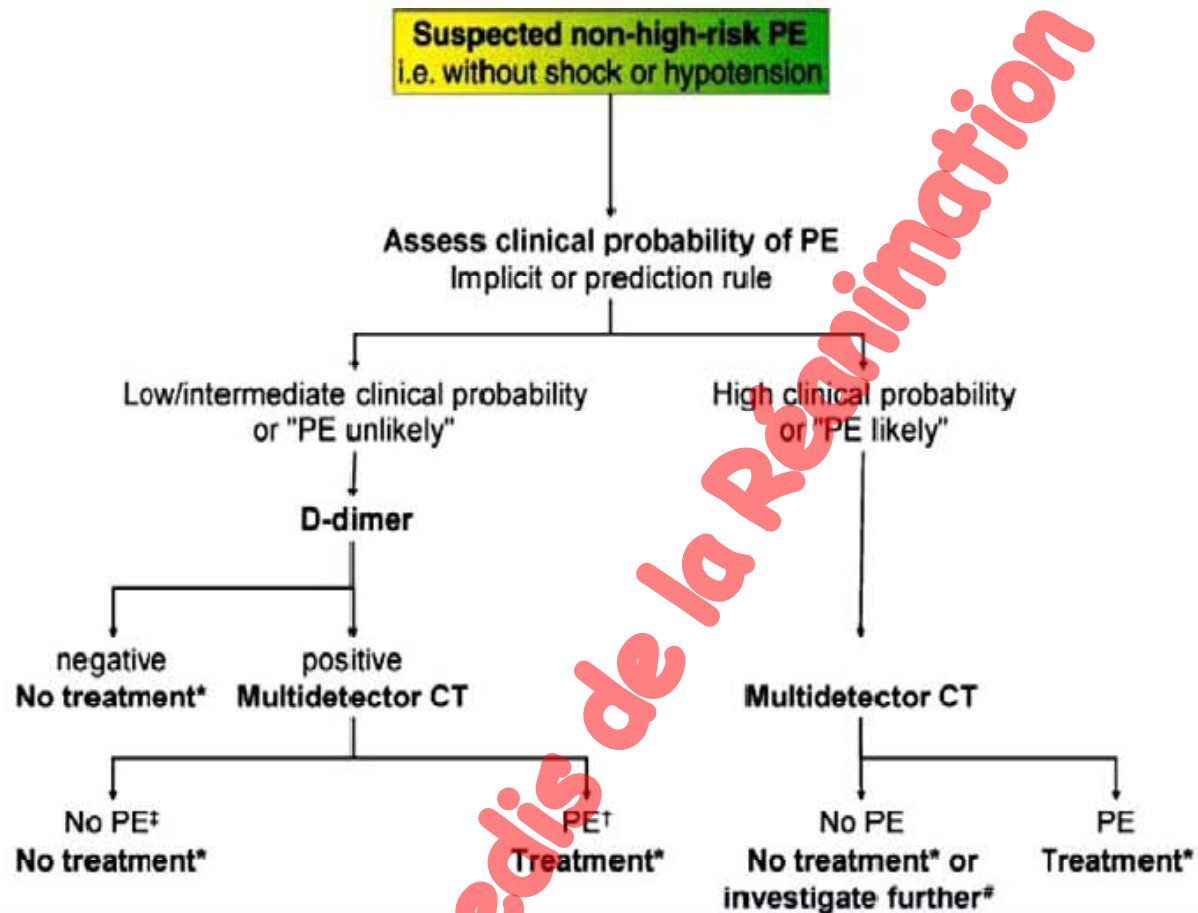 Suspected non-high-risk PE
i.e. without shock or hypotension
Assess clinical probability of PE
Implicit or prediction rule
Low/intermediate clinical probability
or "PE unlikely"
High clinical probability
or "PE likely"
D-dimer
negative
No treatment*
positive
Multidetector CT
Multidetector CT
No PE‡
No treatment*
PE†
Treatment*
No PE
No treatment* or
investigate further#
PE
Treatment*
de la Réanimation